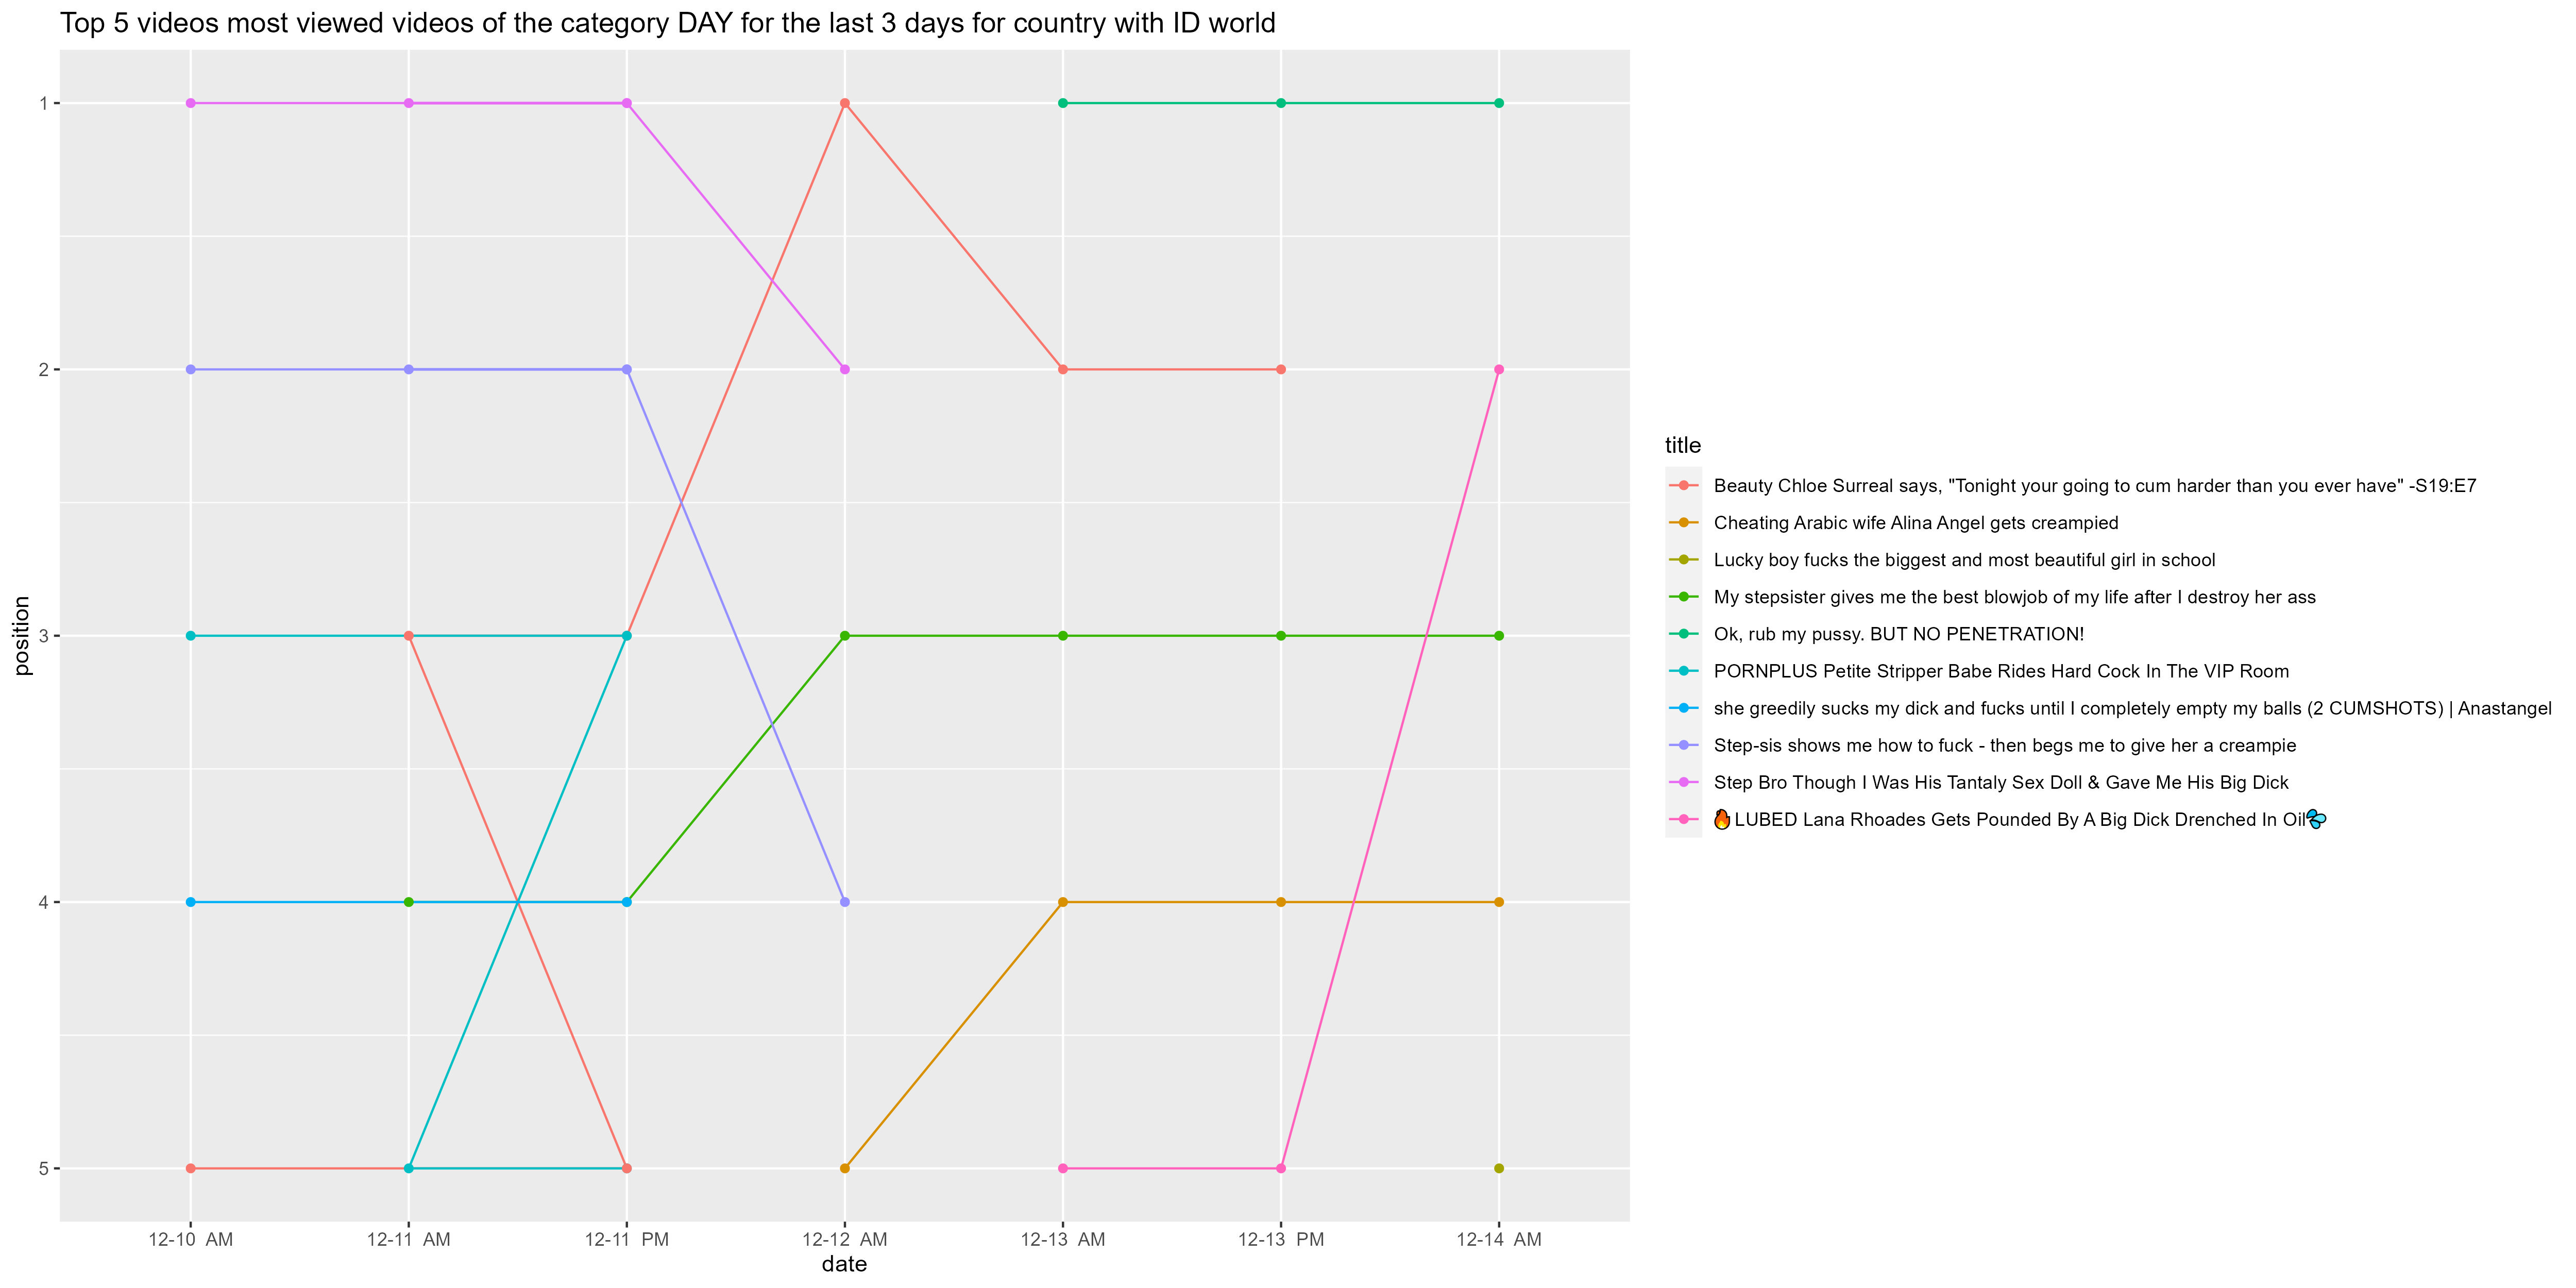 Top 5 videos most viewed videos of the category DAY for the last 3 days for country with ID world
position
1
2
3
4
5
12-10 AM
12-11 AM
12-11 PM
12-12 AM
12-13 AM
12-13 PM
12-14 AM
date
title
Beauty Chloe Surreal says, "Tonight your going to cum harder than you ever have" -S19:E7
Cheating Arabic wife Alina Angel gets creampied
Lucky boy fucks the biggest and most beautiful girl in school
My stepsister gives me the best blowjob of my life after I destroy her ass
Ok, rub my pussy. BUT NO PENETRATION!
PORNPLUS Petite Stripper Babe Rides Hard Cock In The VIP Room
she greedily sucks my dick and fucks until I completely empty my balls (2 CUMSHOTS) | Anastangel
Step-sis shows me how to fuck - then begs me to give her a creampie
Step Bro Though I Was His Tantaly Sex Doll & Gave Me His Big Dick
🔥LUBED Lana Rhoades Gets Pounded By A Big Dick Drenched In Oil💦